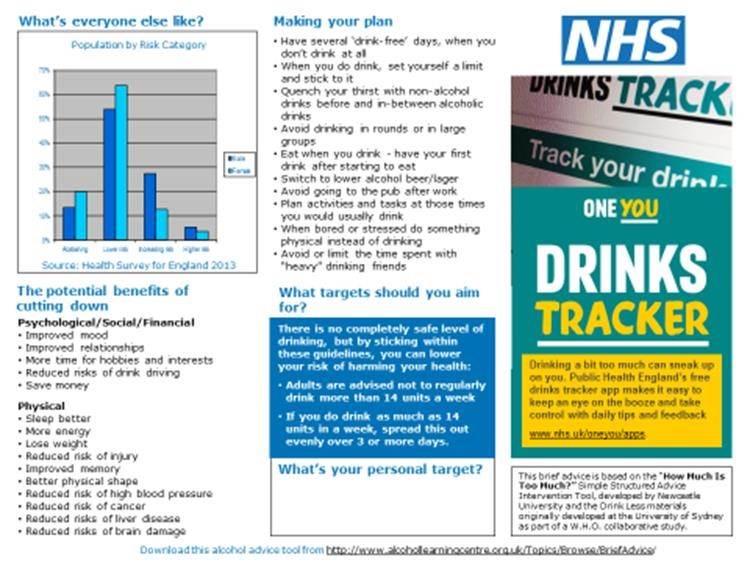 What's everyone else like?
Population by Risk Category
70%
60%
50%
40%
30%
20%
10%
0%
Male
Female
Abstaining
Lower risk
Increasing risk
Higher risk
Source: Health Survey for England 2013
The potential benefits of
cutting down
Psychological/Social/Financial
• Improved mood
• Improved relationships
• More time for hobbies and interests
• Reduced risks of drink driving
• Save money
Physical
• Sleep better
• More energy
• Lose weight
• Reduced risk of injury
• Improved memory
• Better physical shape
• Reduced risk of high blood pressure
• Reduced risk of cancer
• Reduced risks of liver disease
• Reduced risks of brain damage
Making your plan
• Have several 'drink-free' days, when you
don't drink at all
• When you do drink, set yourself a limit
and stick to it
• Quench your thirst with non-alcohol
drinks before and in-between alcoholic
drinks
• Avoid drinking in rounds or in large
groups
• Eat when you drink - have your first
drink after starting to eat
• Switch to lower alcohol beer/lager
• Avoid going to the pub after work
• Plan activities and tasks at those times
you would usually drink
• When bored or stressed do something
physical instead of drinking
• Avoid or limit the time spent with
"heavy" drinking friends
What targets should you aim
for?
There is no completely safe level of
drinking, but by sticking within
these guidelines, you can lower
your risk of harming your health:
• Adults are advised not to regularly
drink more than 14 units a week
• If you do drink as much as 14
units in a week, spread this out
evenly over 3 or more days.
What's your personal target?
NHS
DRINKS TRACK
Track your drink
ONE YOU
DRINKS
TRACKER
Drinking a bit too much can sneak up
on you. Public Health England's free
drinks tracker app makes it easy to
keep an eye on the booze and take
control with daily tips and feedback
www.nhs.uk/oneyou/apps.
This brief advice is based on the "How Much Is
Too Much?" Simple Structured Advice
Intervention Tool, developed by Newcastle
University and the Drink Less materials
originally developed at the University of Sydney
as part of a W.H.O. collaborative study.
Download this alcohol advice tool from http://www.alcohollearningcentre.org.uk/Topics/Browse/BriefAdvice/